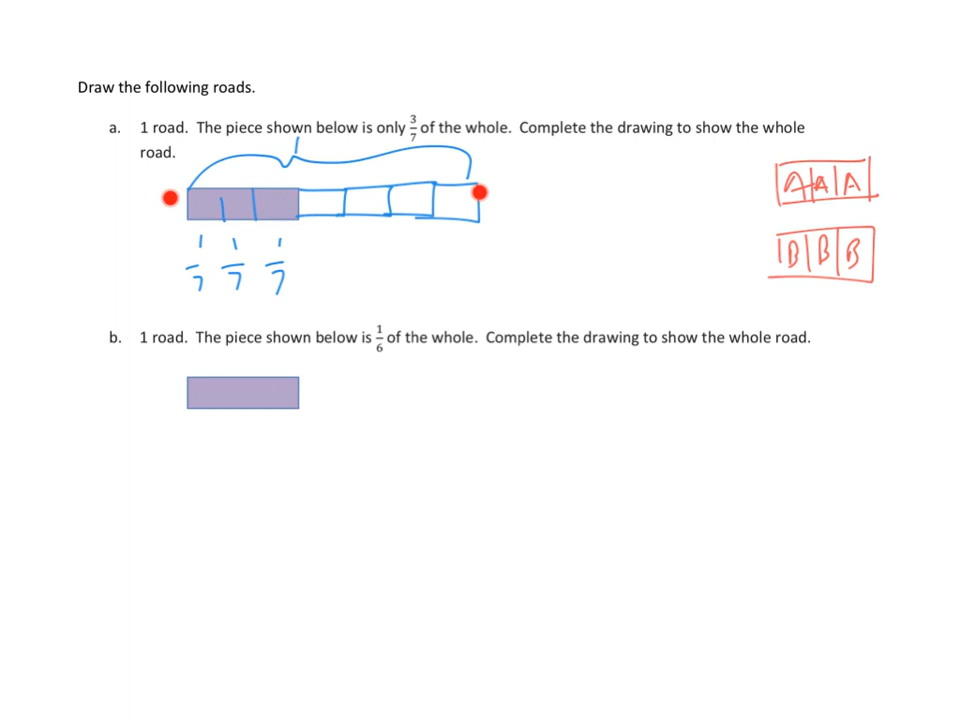 Draw the following roads.
a. 1 road. The piece shown below is only 3/7 of the whole. Complete the drawing to show the whole
road.
1
A A A
B B B
1/7 1/7 1/7
b. 1 road. The piece shown below is 1/6 of the whole. Complete the drawing to show the whole road.